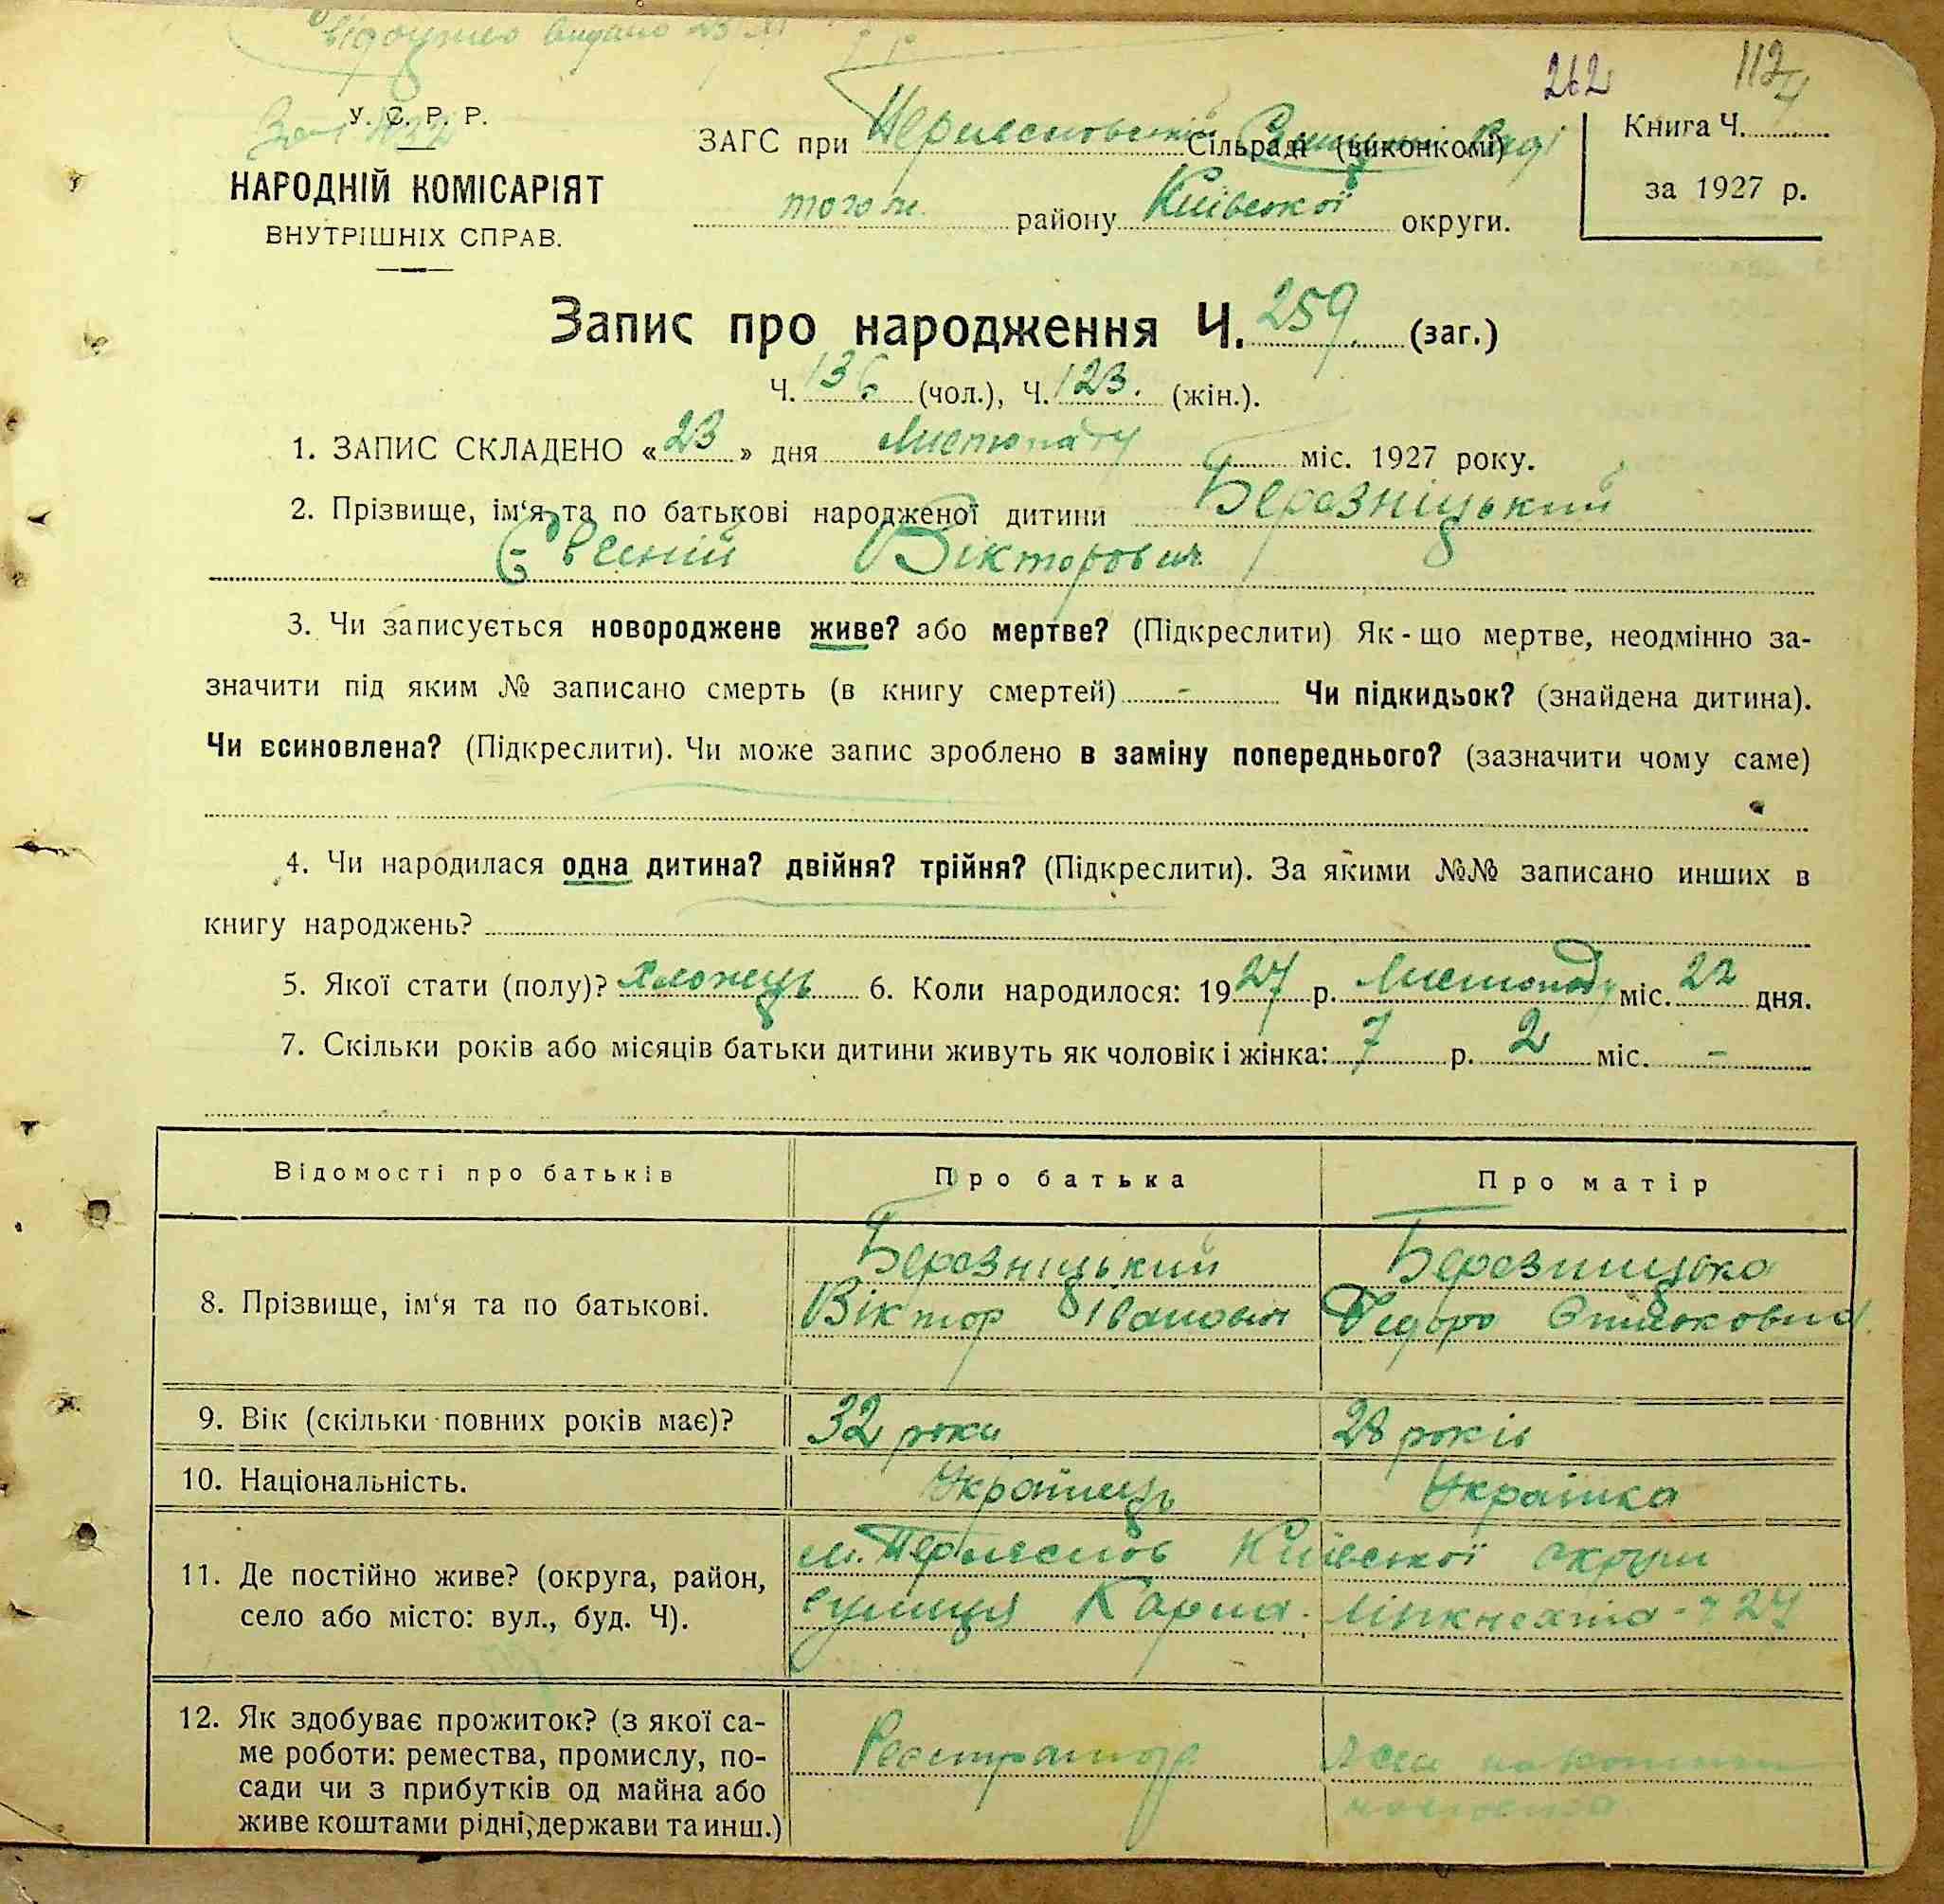 262
112
У. С. Р. Р.
НАРОДНІЙ КОМІСАРІЯТ
ВНУТРІШНІХ СПРАВ.
ЗАГС при Сільраді (виконкомі) Раді
того ж району Київської округи.
Книга Ч.
за 1927 р.
Запис про народження Ч. 259. (заг.)
Ч. 136 (чол.), Ч. 123. (жін.).
1. ЗАПИС СКЛАДЕНО «23» дня Листопаду міс. 1927 року.
2. Прізвище, ім‘я та по батькові народженої дитини Березніцький
Євгеній Вікторович
3. Чи записується новороджене живе? або мертве? (Підкреслити) Як-що мертве, неодмінно за-
значити під яким № записано смерть (в книгу смертей) - Чи підкидьок? (знайдена дитина).
Чи всиновлена? (Підкреслити). Чи може запис зроблено в заміну попереднього? (зазначити чому саме)
4. Чи народилася одна дитина? двійня? трійня? (Підкреслити). За якими №№ записано инших в
книгу народжень?
5. Якої стати (полу)? хлопець 6. Коли народилося: 1927 р. Листопаду міс. 22 дня.
7. Скільки років або місяців батьки дитини живуть як чоловік і жінка: 7 р. 2 міс. -
Відомості про батьків Про батька Про матір
8. Прізвище, ім‘я та по батькові.
Березніцький
Віктор Іванович
Березницька
Федора
9. Вік (скільки повних років має)? 32 роки 28 років
10. Національність. Українець Українка
11. Де постійно живе? (округа, район,
село або місто: вул., буд. Ч).
м. Київської округи
вулиця Карла Лібкнехта - 27
12. Як здобуває прожиток? (з якої са-
ме роботи: ремества, промислу, по-
сади чи з прибутків од майна або
живе коштами рідні, держави та инш.)
Реєстратор